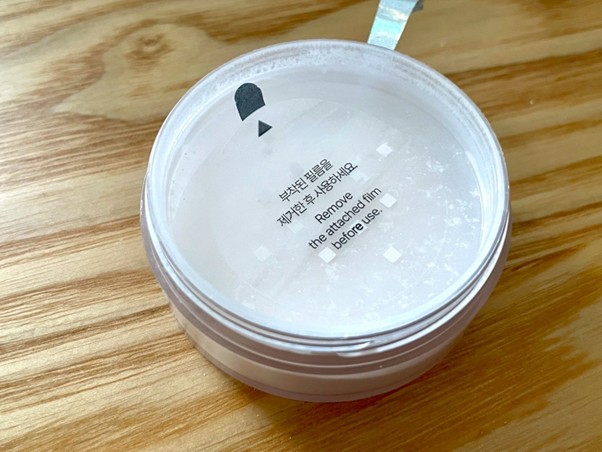 부착된 필름을
제거한 후 사용하세요.
Remove
the attached film
before use.